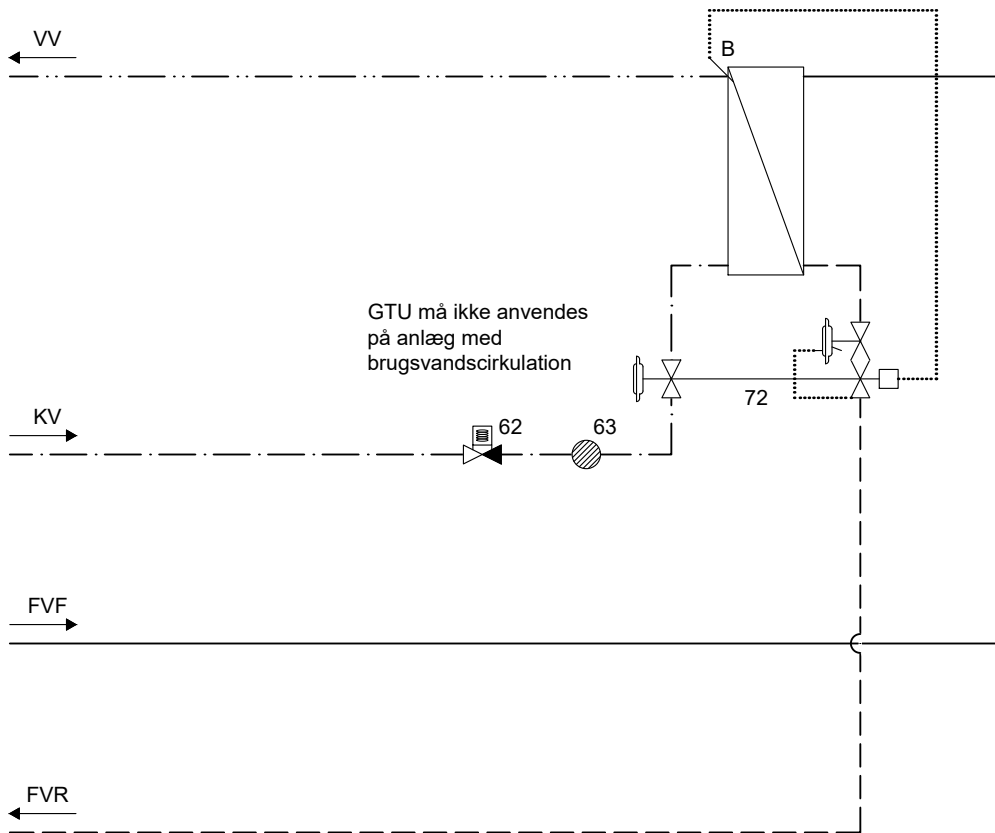 VV
B
GTU må ikke anvendes
på anlæg med
brugsvandscirkulation
72
KV
62
63
FVF
FVR